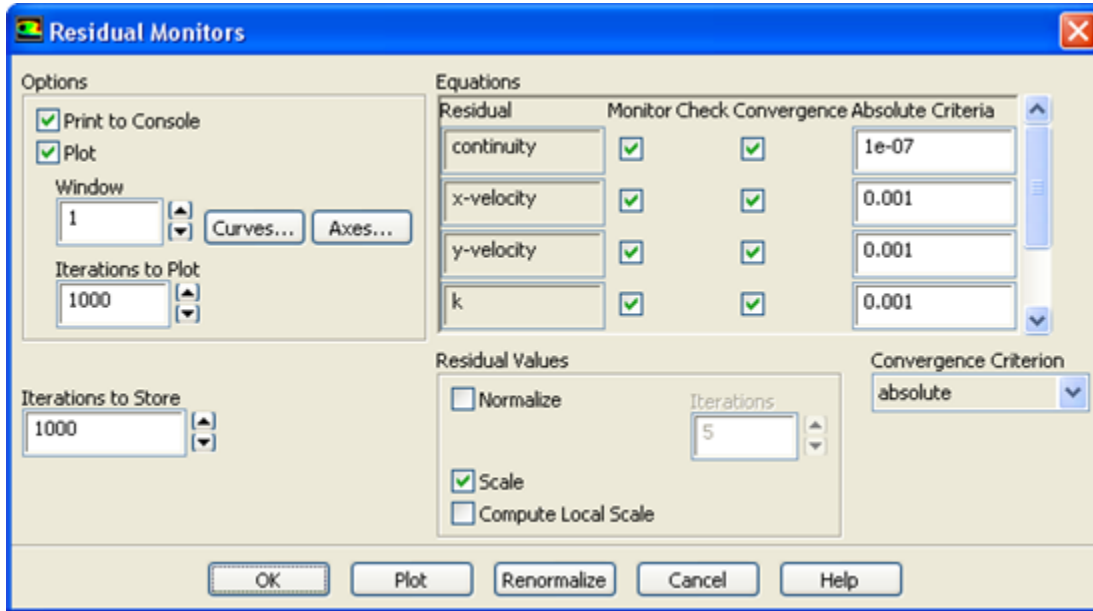 Residual Monitors
Options
Print to Console
Plot
Window
1
Curves... Axes...
Iterations to Plot
1000
Iterations to Store
1000
Equations
Residual Monitor Check Convergence Absolute Criteria
continuity 1e-07
x-velocity 0.001
y-velocity 0.001
k 0.001
Residual Values
Normalize
Iterations
5
Scale
Compute Local Scale
Convergence Criterion
absolute
OK Plot Renormalize Cancel Help